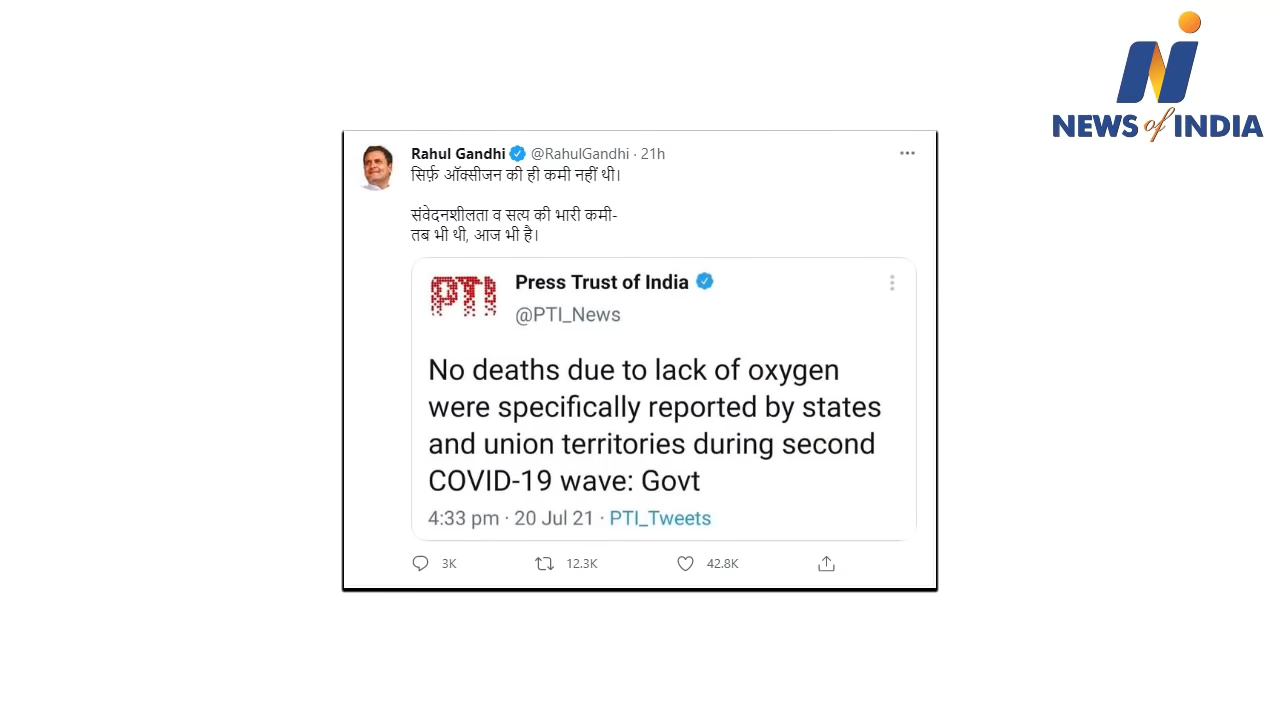 NEWS of INDIA
Rahul Gandhi @RahulGandhi · 21h
सिर्फ़ ऑक्सीजन की ही कमी नहीं थी।
संवेदनशीलता व सत्य की भारी कमी-
तब भी थी, आज भी है।
PTI
Press Trust of India
@PTI_News
No deaths due to lack of oxygen
were specifically reported by states
and union territories during second
COVID-19 wave: Govt
4:33 pm · 20 Jul 21 · PTI_Tweets
3K 12.3K 42.8K